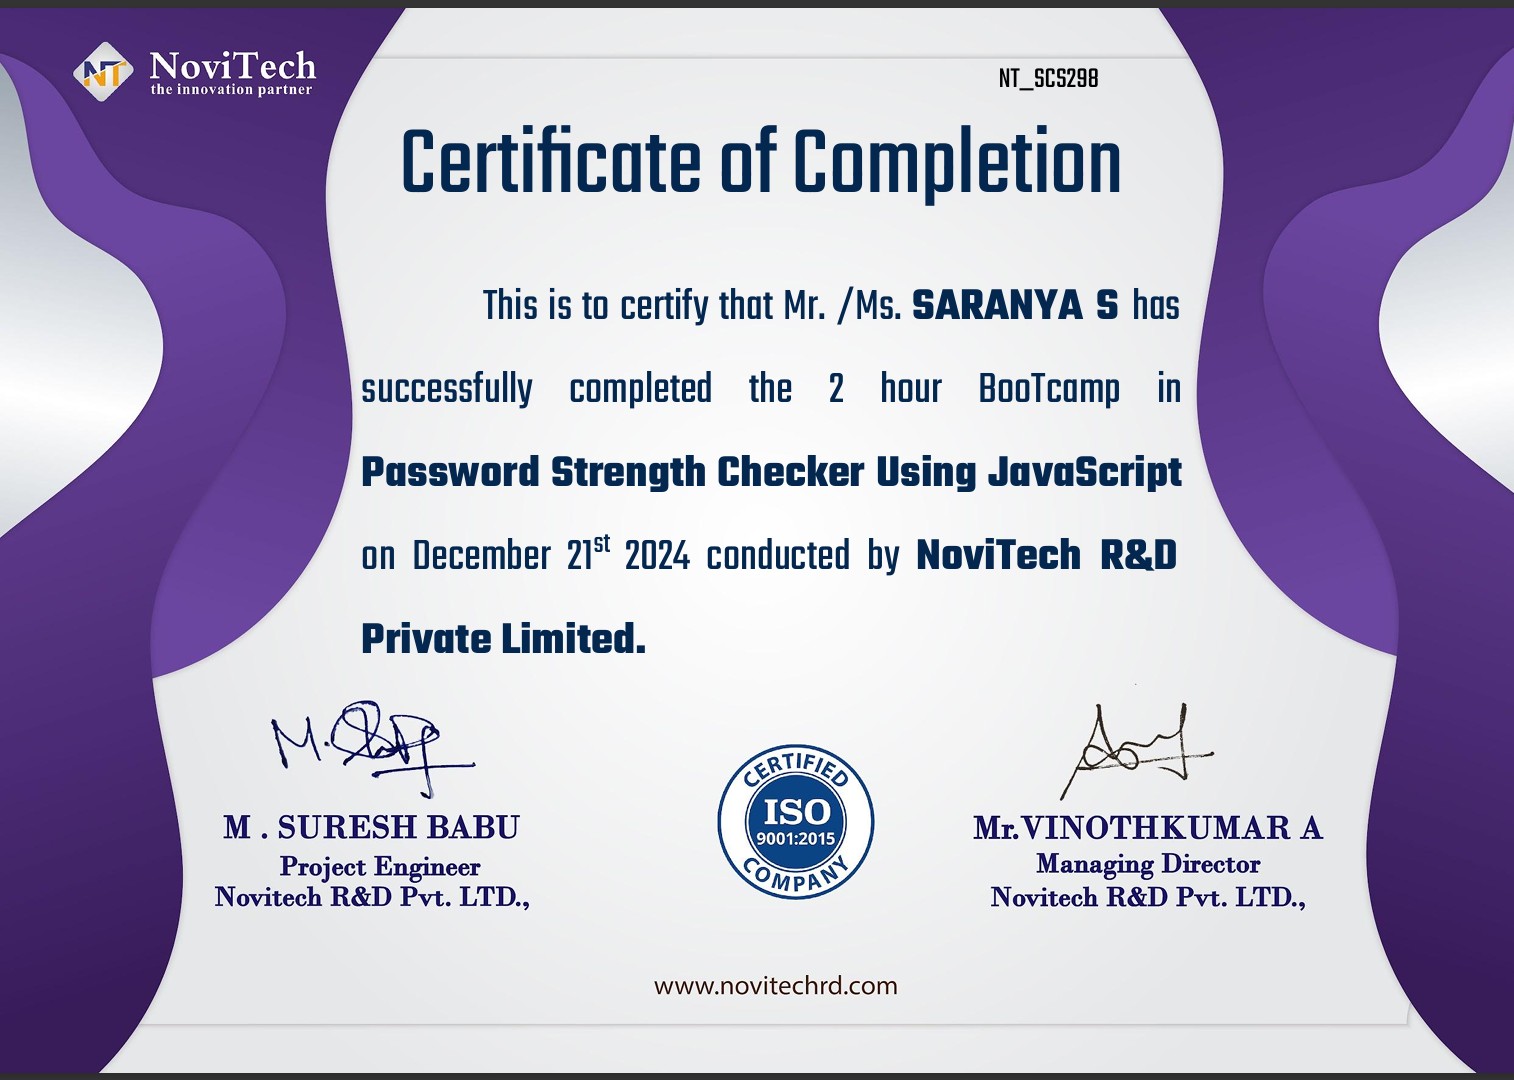 NT
NoviTech
the innovation partner
NT_SCS298
Certificate of Completion
This is to certify that Mr. /Ms. SARANYA S has
successfully completed the 2 hour BooTcamp in
Password Strength Checker Using JavaScript
on December 21st 2024 conducted by NoviTech R&D
Private Limited.
M . SURESH BABU
Project Engineer
Novitech R&D Pvt. LTD.,
CERTIFIED
ISO
9001:2015
COMPANY
Mr.VINOTHKUMAR A
Managing Director
Novitech R&D Pvt. LTD.,
www.novitechrd.com